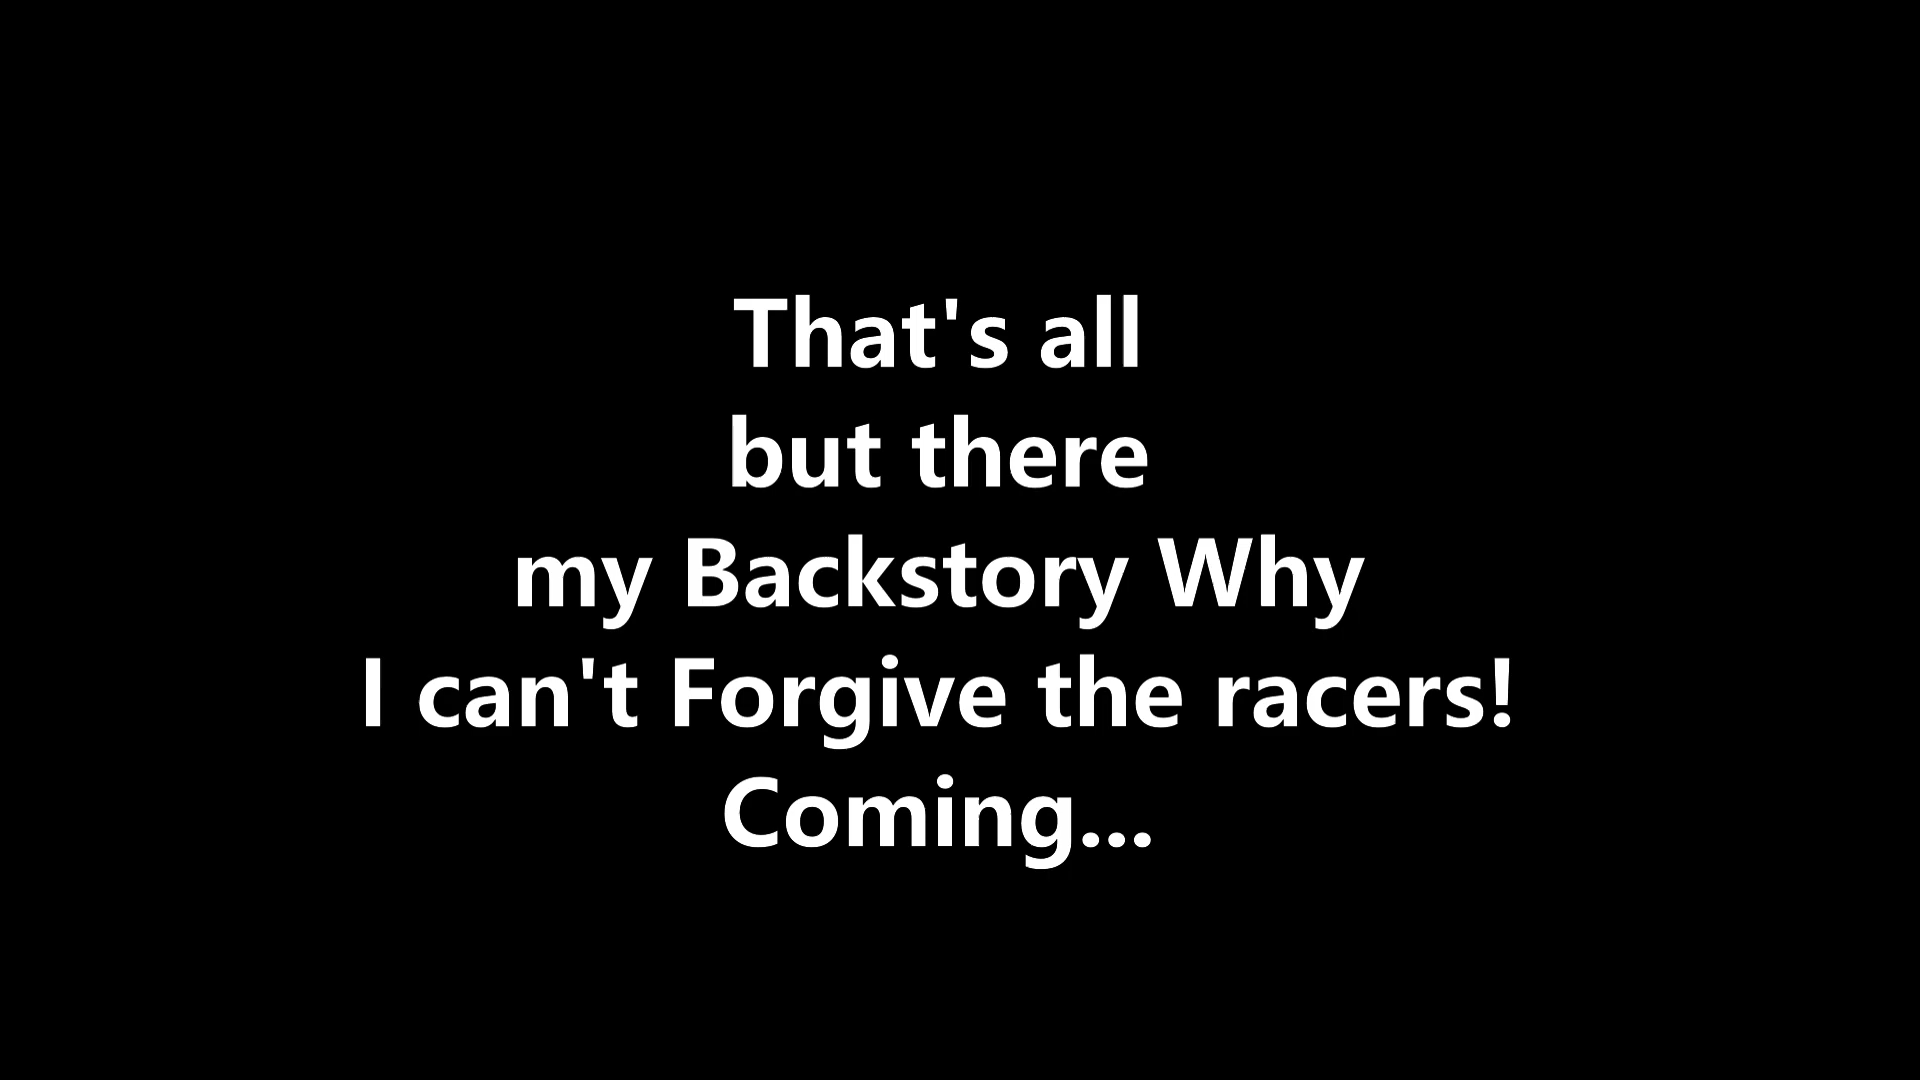 That's all
but there
my Backstory Why
I can't Forgive the racers!
Coming...